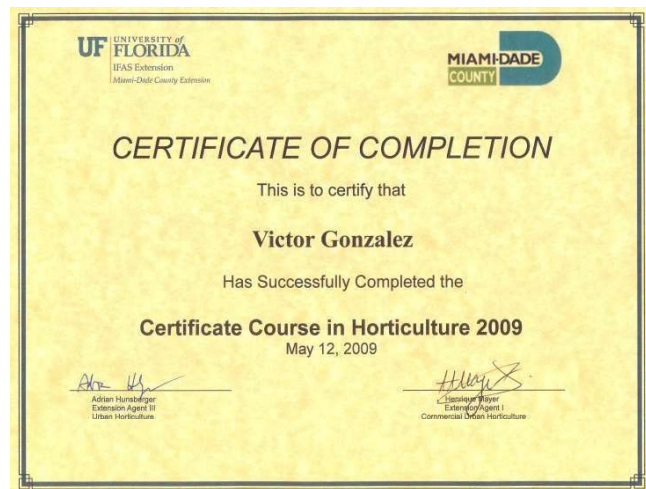 UF UNIVERSITY of
FLORIDA
IFAS Extension
Miami-Dade County Extension
MIAMI-DADE
COUNTY
CERTIFICATE OF COMPLETION
This is to certify that
Victor Gonzalez
Has Successfully Completed the
Certificate Course in Horticulture 2009
May 12, 2009
Adrian Hunsberger
Extension Agent III
Urban Horticulture
Henrique Mayer
Extension Agent I
Commercial Urban Horticulture